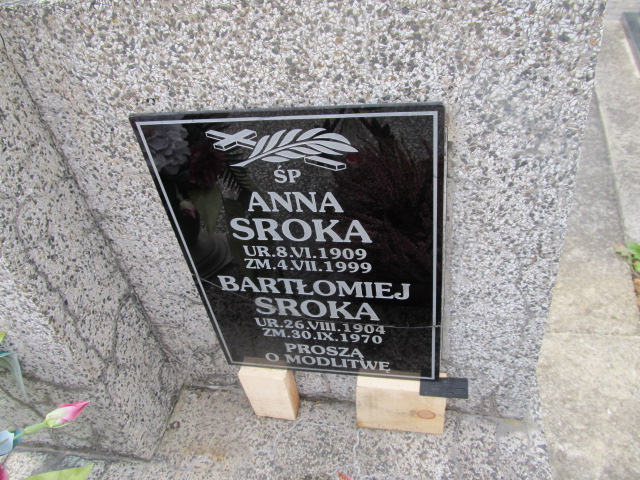 ŚP
ANNA
SROKA
UR.8.VI.1909
ZM.4.VII.1999
BARTŁOMIEJ
SROKA
UR.26.VIII.1904
ZM.30.IX.1970
PROSZĄ
O MODLITWĘ